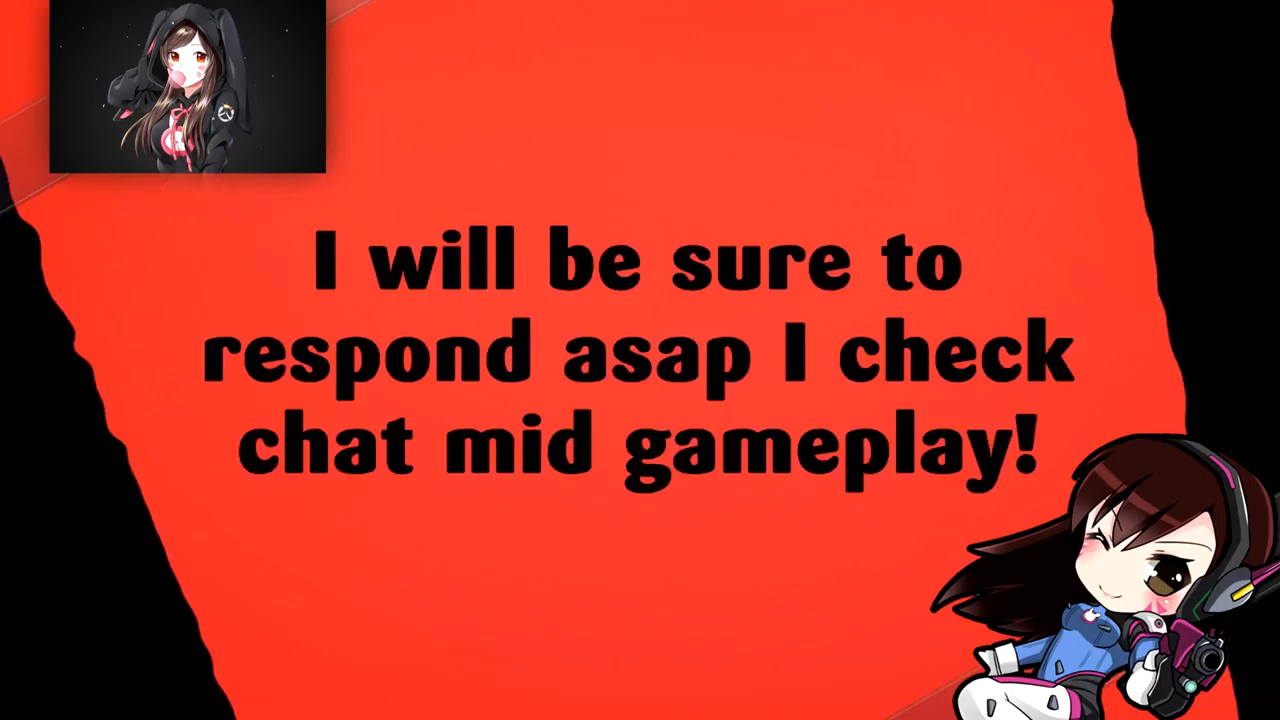 I will be sure to
respond asap I check
chat mid gameplay!